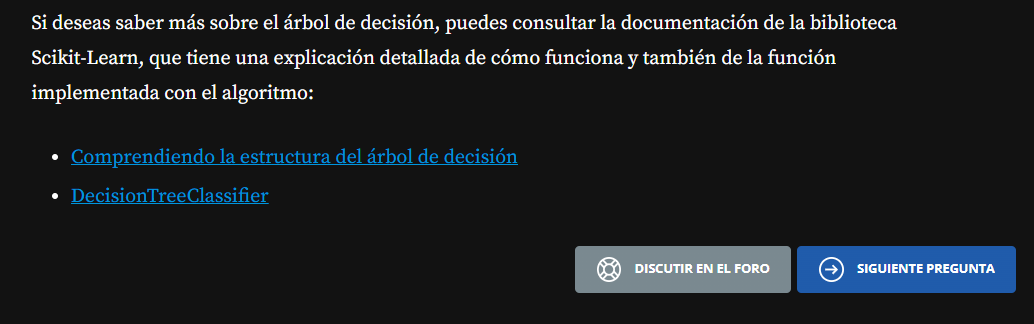 Si deseas saber más sobre el árbol de decisión, puedes consultar la documentación de la biblioteca
Scikit-Learn, que tiene una explicación detallada de cómo funciona y también de la función
implementada con el algoritmo:
• Comprendiendo la estructura del árbol de decisión
• DecisionTreeClassifier
DISCUTIR EN EL FORO
SIGUIENTE PREGUNTA